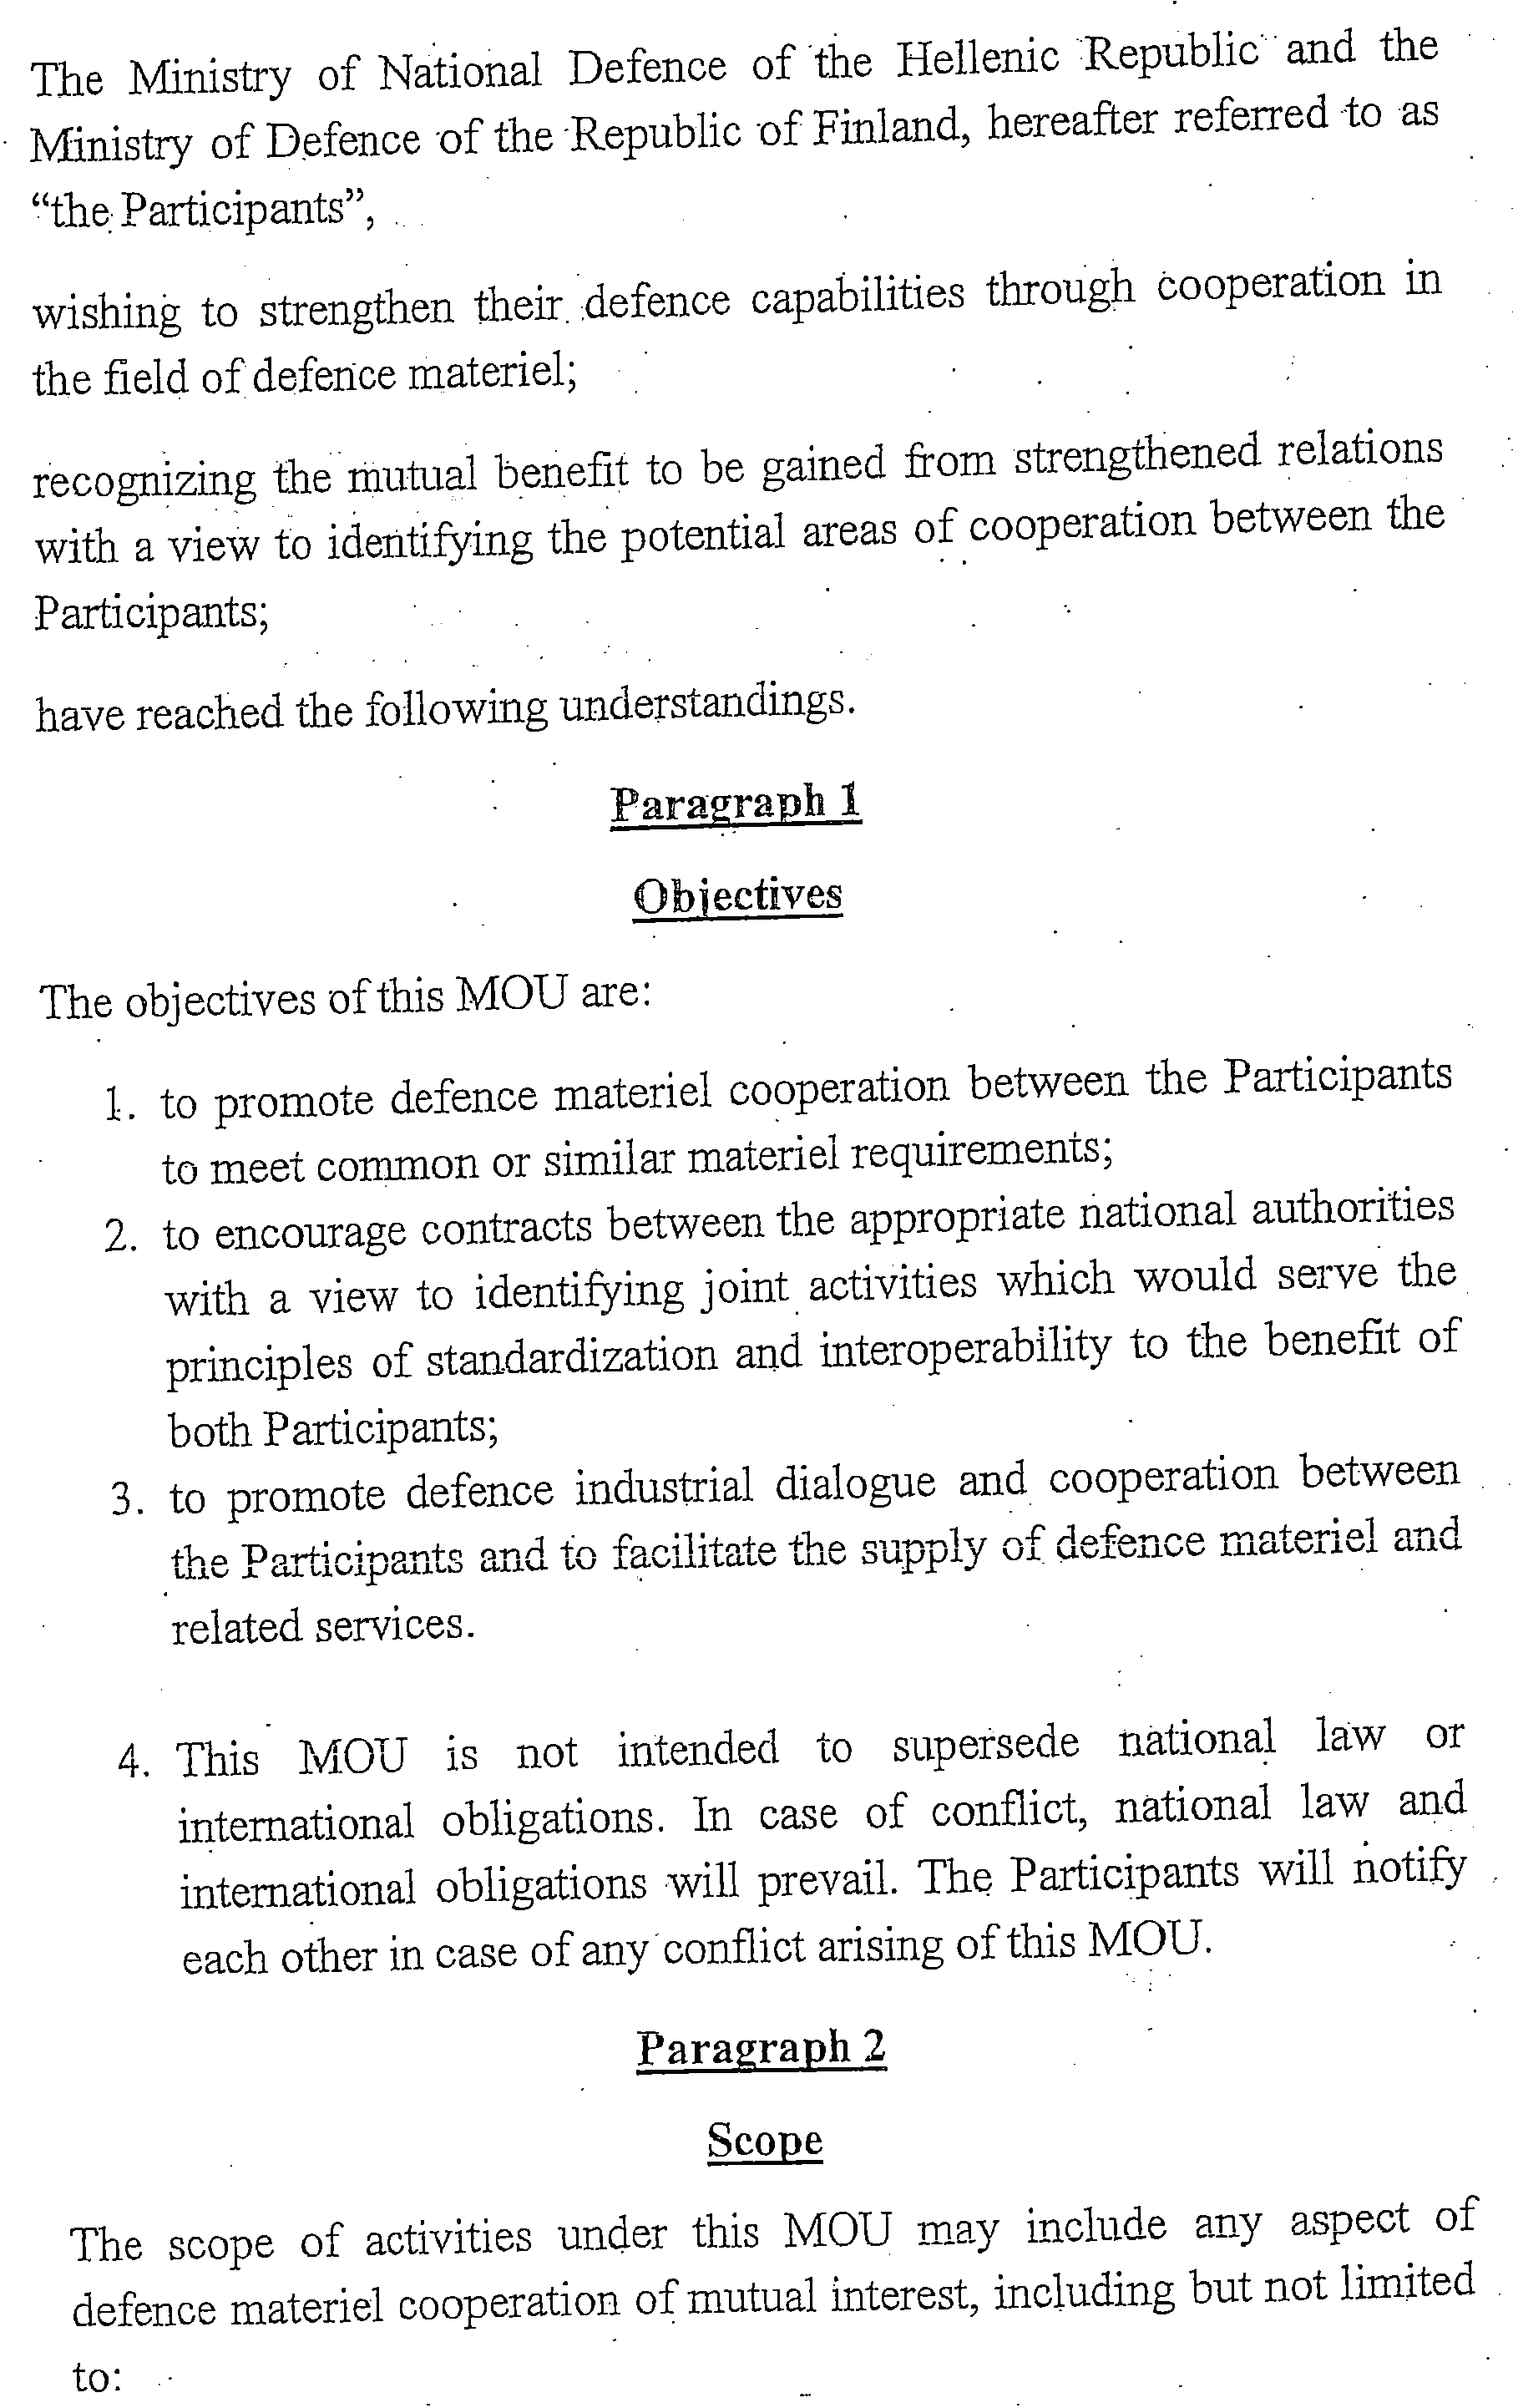 The Ministry of National Defence of the Hellenic Republic and the
Ministry of Defence of the Republic of Finland, hereafter referred to as
“the Participants”,
wishing to strengthen their defence capabilities through cooperation in
the field of defence materiel;
recognizing the mutual benefit to be gained from strengthened relations
with a view to identifying the potential areas of cooperation between the
Participants;
have reached the following understandings.
Paragraph 1
Objectives
The objectives of this MOU are:
1. to promote defence materiel cooperation between the Participants
to meet common or similar materiel requirements;
2. to encourage contracts between the appropriate national authorities
with a view to identifying joint activities which would serve the
principles of standardization and interoperability to the benefit of
both Participants;
3. to promote defence industrial dialogue and cooperation between
the Participants and to facilitate the supply of defence materiel and
related services.
4. This MOU is not intended to supersede national law or
international obligations. In case of conflict, national law and
international obligations will prevail. The Participants will notify
each other in case of any conflict arising of this MOU.
Paragraph 2
Scope
The scope of activities under this MOU may include any aspect of
defence materiel cooperation of mutual interest, including but not limited
to: